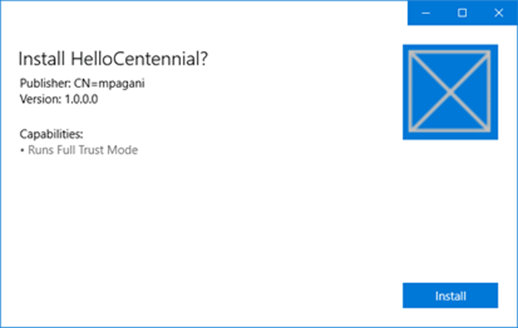 Install HelloCentennial?
Publisher: CN=mpagani
Version: 1.0.0.0
Capabilities:
• Runs Full Trust Mode
Install